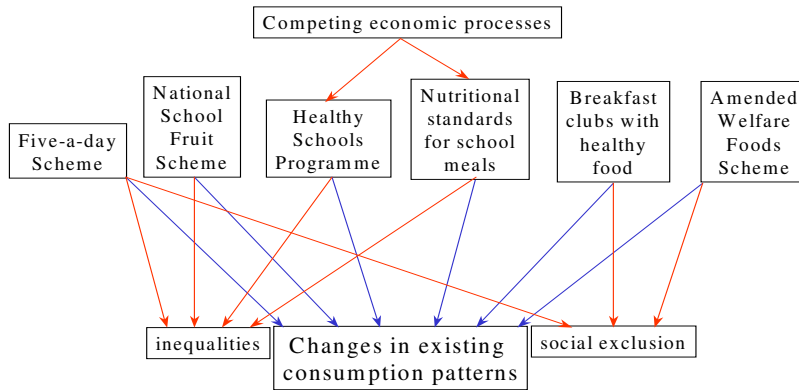 Competing economic processes
Five-a-day
Scheme
National
School
Fruit
Scheme
Healthy
Schools
Programme
Nutritional
standards
for school
meals
Breakfast
clubs with
healthy
food
Amended
Welfare
Foods
Scheme
inequalities
Changes in existing
consumption patterns
social exclusion